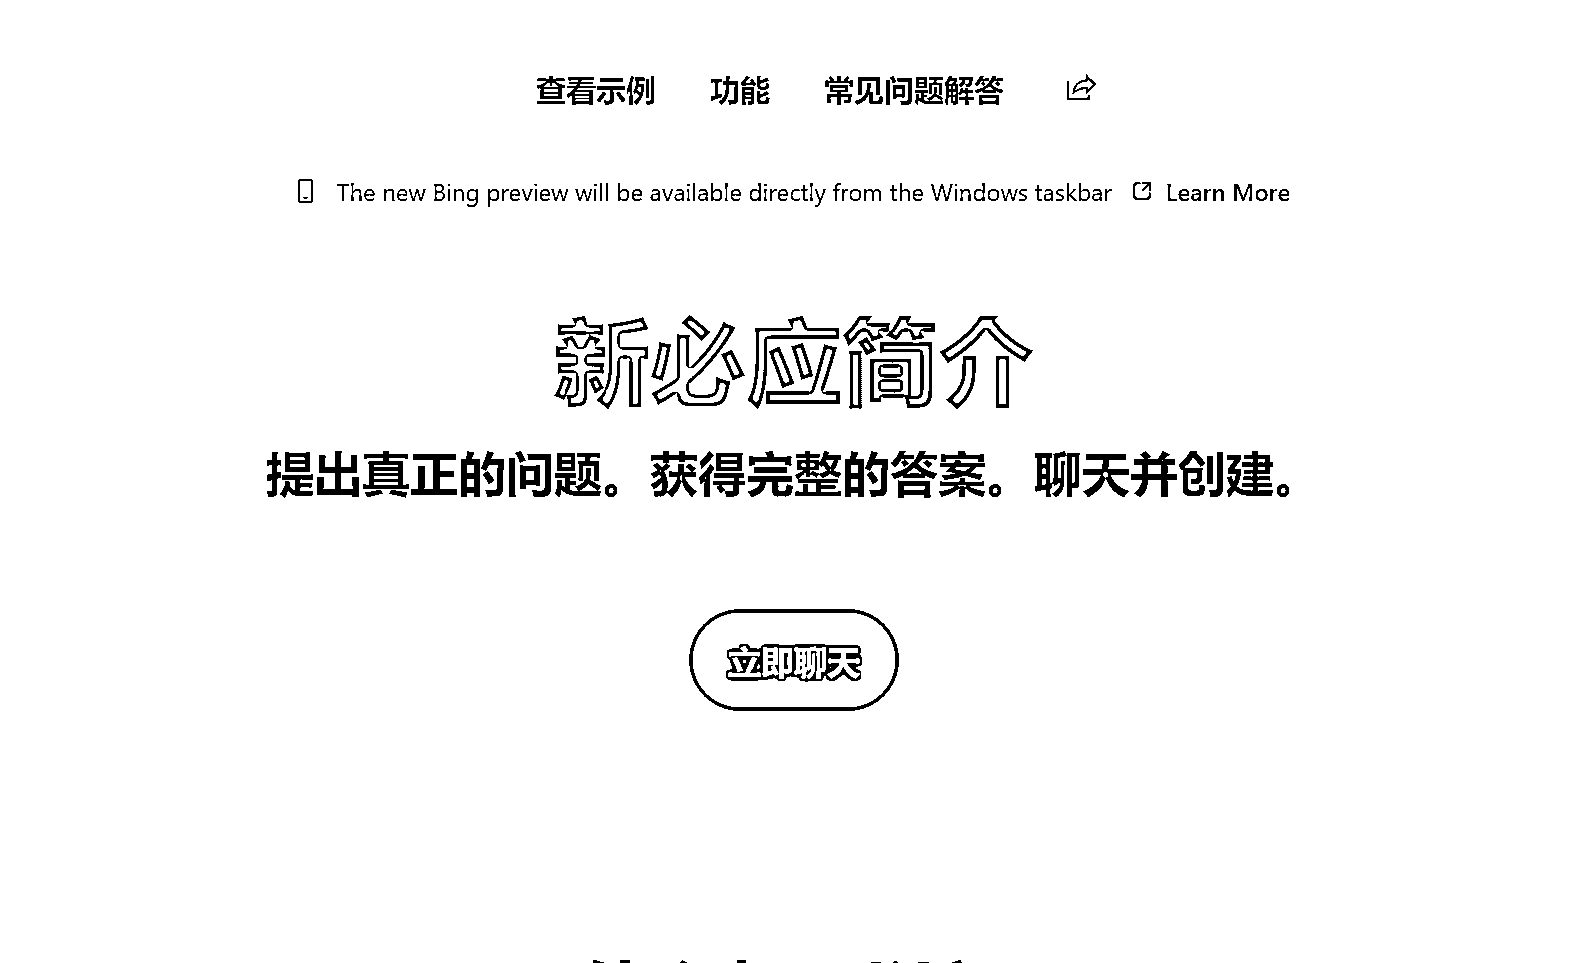 查看示例 功能 常见问题解答
The new Bing preview will be available directly from the Windows taskbar Learn More
新必应简介
提出真正的问题。获得完整的答案。聊天并创建。
立即聊天